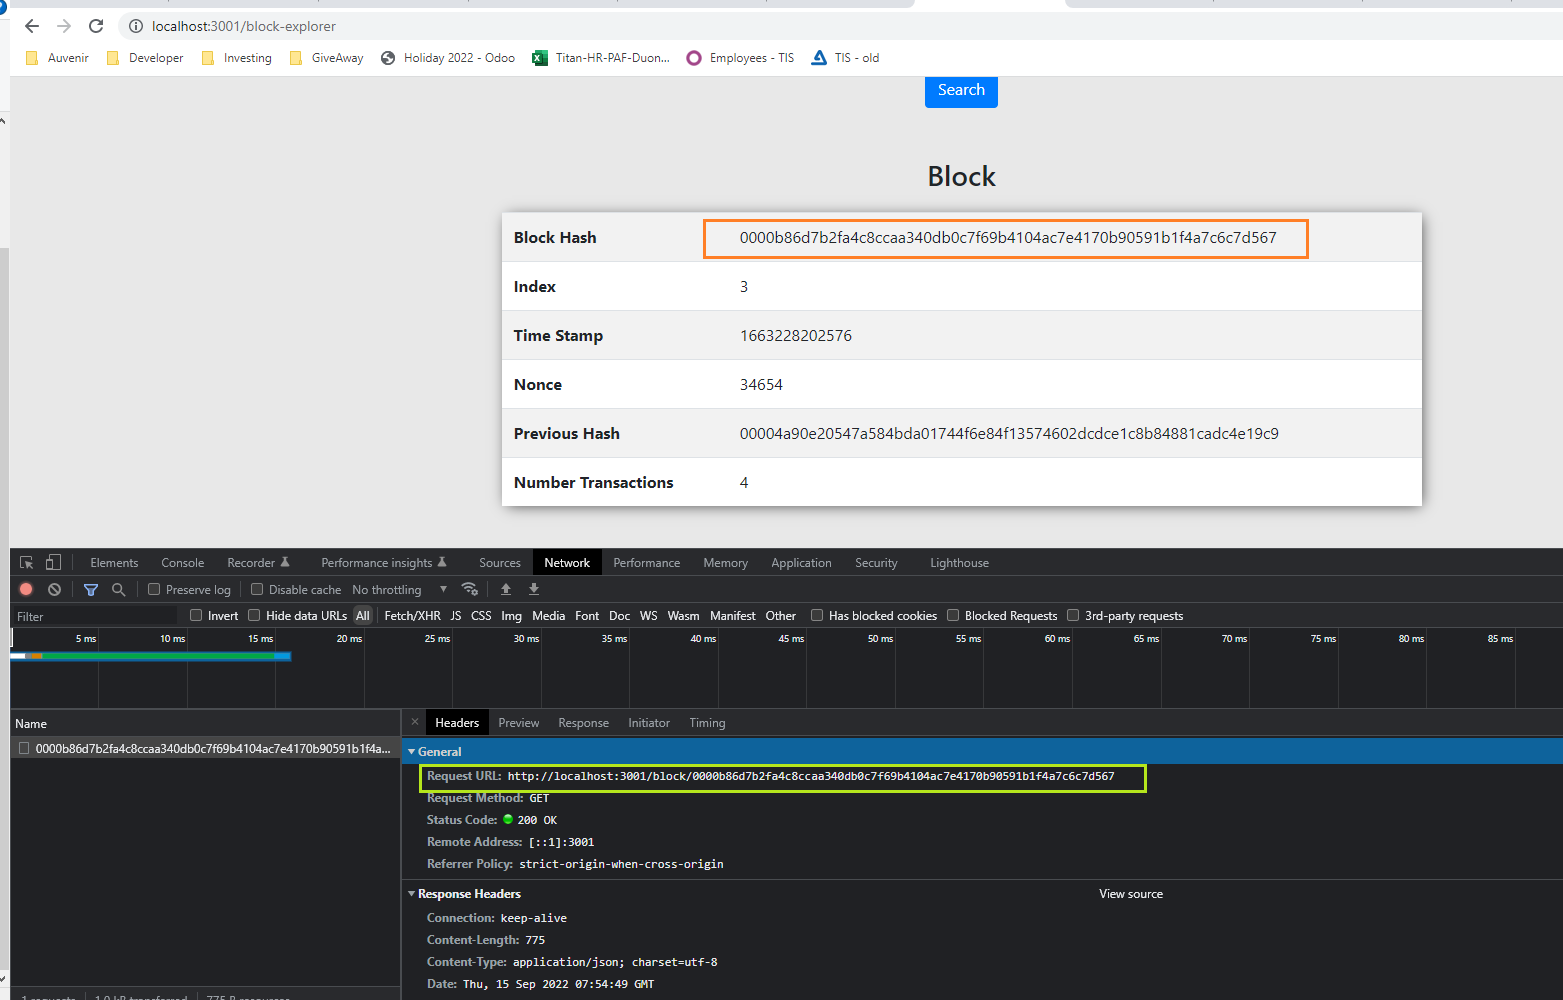 localhost:3001/block-explorer
Auvenir Developer Investing GiveAway Holiday 2022 - Odoo Titan-HR-PAF-Duon... Employees - TIS TIS - old
Search
Block
Block Hash 0000b86d7b2fa4c8ccaa340db0c7f69b4104ac7e4170b90591b1f4a7c6c7d567
Index 3
Time Stamp 1663228202576
Nonce 34654
Previous Hash 00004a90e20547a584bda01744f6e84f13574602dcdce1c8b84881cadc4e19c9
Number Transactions 4
Elements Console Recorder Performance insights Sources Network Performance Memory Application Security Lighthouse
Preserve log Disable cache No throttling
Filter Invert Hide data URLs All Fetch/XHR JS CSS Img Media Font Doc WS Wasm Manifest Other Has blocked cookies Blocked Requests 3rd-party requests
5 ms 10 ms 15 ms 20 ms 25 ms 30 ms 35 ms 40 ms 45 ms 50 ms 55 ms 60 ms 65 ms 70 ms 75 ms 80 ms 85 ms
Name × Headers Preview Response Initiator Timing
0000b86d7b2fa4c8ccaa340db0c7f69b4104ac7e4170b90591b1f4a...
General
Request URL: http://localhost:3001/block/0000b86d7b2fa4c8ccaa340db0c7f69b4104ac7e4170b90591b1f4a7c6c7d567
Request Method: GET
Status Code: 200 OK
Remote Address: [::1]:3001
Referrer Policy: strict-origin-when-cross-origin
Response Headers View source
Connection: keep-alive
Content-Length: 775
Content-Type: application/json; charset=utf-8
Date: Thu, 15 Sep 2022 07:54:49 GMT
1 requests 1.0 kB transferred 775 B resources